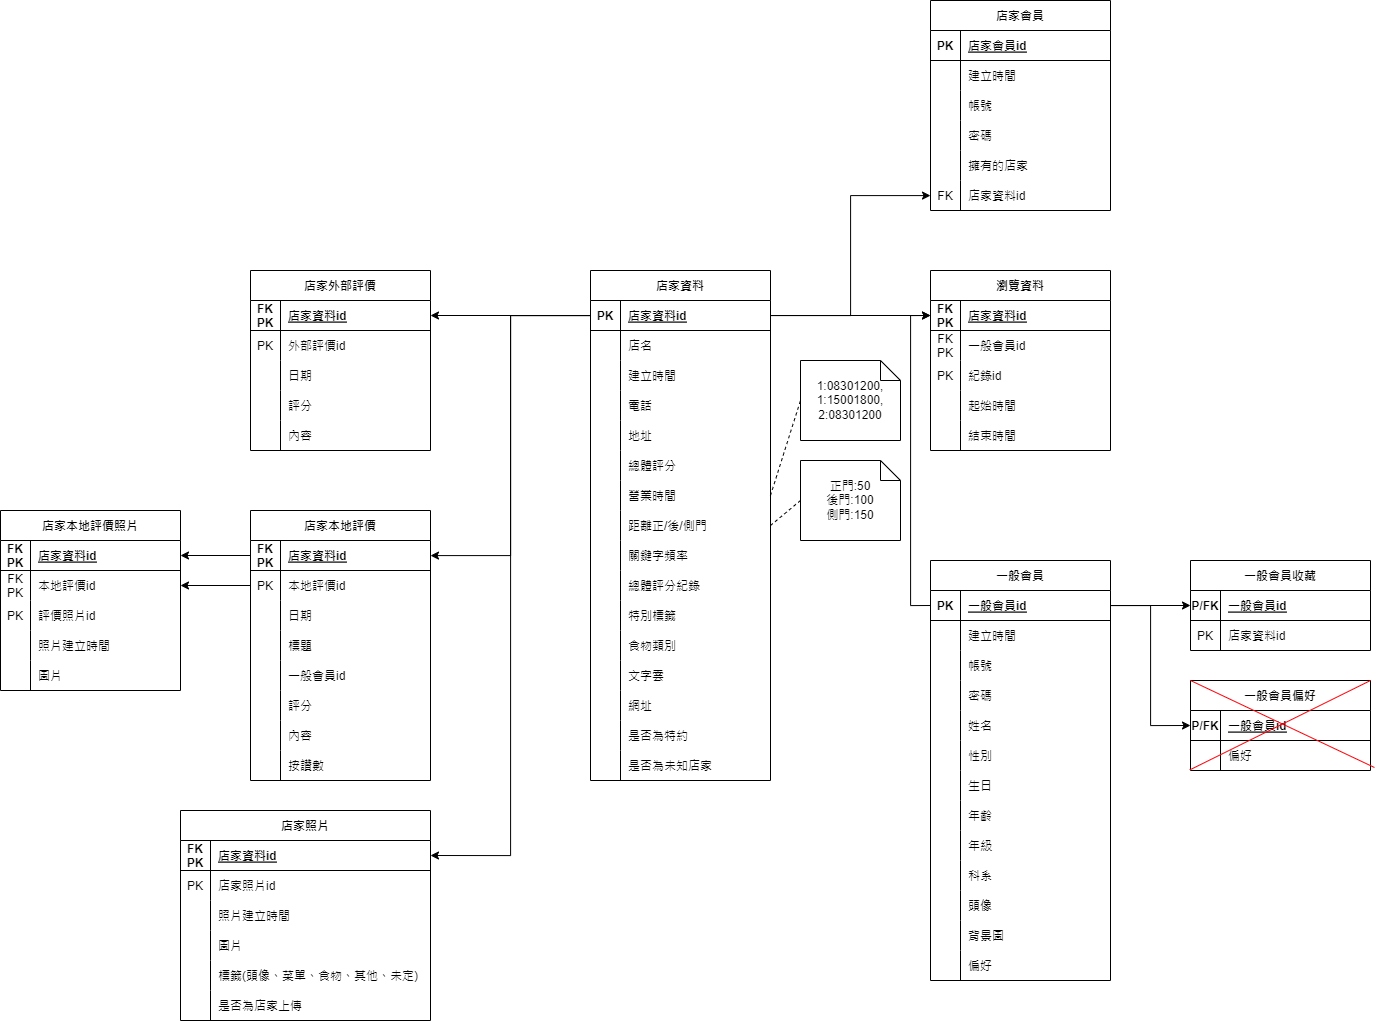 店家會員
PK 店家會員id
建立時間
帳號
密碼
擁有的店家
FK 店家資料id
店家外部評價
FK
PK
店家資料id
PK 外部評價id
日期
評分
內容
店家資料
PK 店家資料id
店名
建立時間
電話
地址
總體評分
營業時間
距離正/後/側門
關鍵字頻率
總體評分紀錄
特別標籤
食物類別
文字雲
網址
是否為特約
是否為未知店家
1:08301200,
1:15001800,
2:08301200
正門:50
後門:100
側門:150
瀏覽資料
FK
PK
店家資料id
FK
PK
一般會員id
PK 紀錄id
起始時間
結束時間
店家本地評價照片
FK
PK
店家資料id
FK
PK
本地評價id
PK 評價照片id
照片建立時間
圖片
店家本地評價
FK
PK
店家資料id
PK 本地評價id
日期
標題
一般會員id
評分
內容
按讚數
店家照片
FK
PK
店家資料id
PK 店家照片id
照片建立時間
圖片
標籤(頭像、菜單、食物、其他、未定)
是否為店家上傳
一般會員
PK 一般會員id
建立時間
帳號
密碼
姓名
性別
生日
年齡
年級
科系
頭像
背景圖
偏好
一般會員收藏
P/FK 一般會員id
PK 店家資料id
一般會員偏好
P/FK 一般會員id
偏好